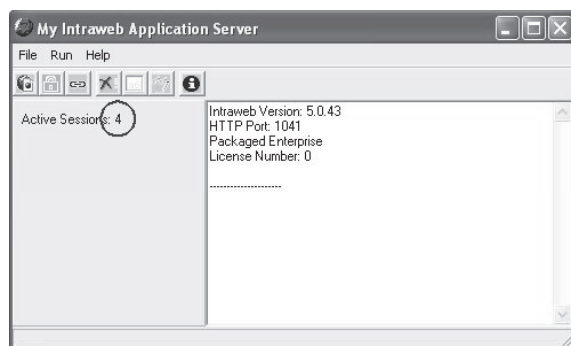 My Intraweb Application Server
File Run Help
Active Sessions: 4
Intraweb Version: 5.0.43
HTTP Port: 1041
Packaged Enterprise
License Number: 0
--------------------